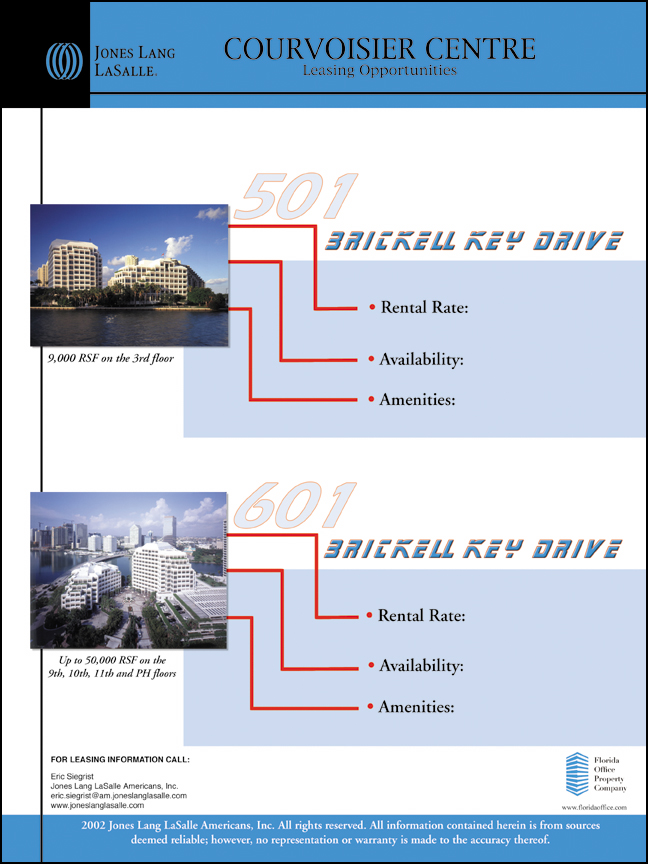 JONES LANG
LASALLE.
COURVOISIER CENTRE
Leasing Opportunities
501
BRICKELL KEY DRIVE
• Rental Rate:
9,000 RSF on the 3rd floor
• Availability:
• Amenities:
601
BRICKELL KEY DRIVE
• Rental Rate:
Up to 50,000 RSF on the
9th, 10th, 11th and PH floors
• Availability:
• Amenities:
FOR LEASING INFORMATION CALL:
Eric Siegrist
Jones Lang LaSalle Americans, Inc.
eric.siegrist@am.joneslanglasalle.com
www.joneslanglasalle.com
Florida
Office
Property
Company
www.floridaoffice.com
2002 Jones Lang LaSalle Americans, Inc. All rights reserved. All information contained herein is from sources
deemed reliable; however, no representation or warranty is made to the accuracy thereof.